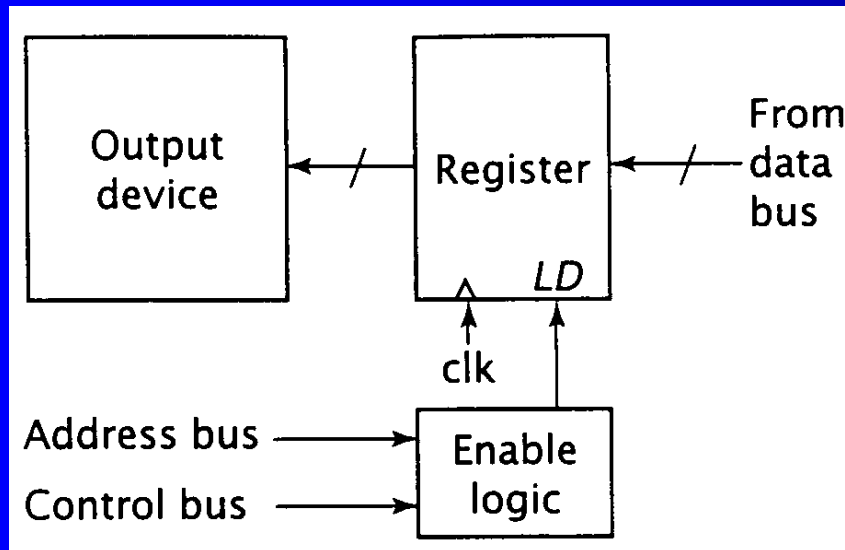 Output
device
Register
From
data
bus
LD
clk
Address bus
Control bus
Enable
logic